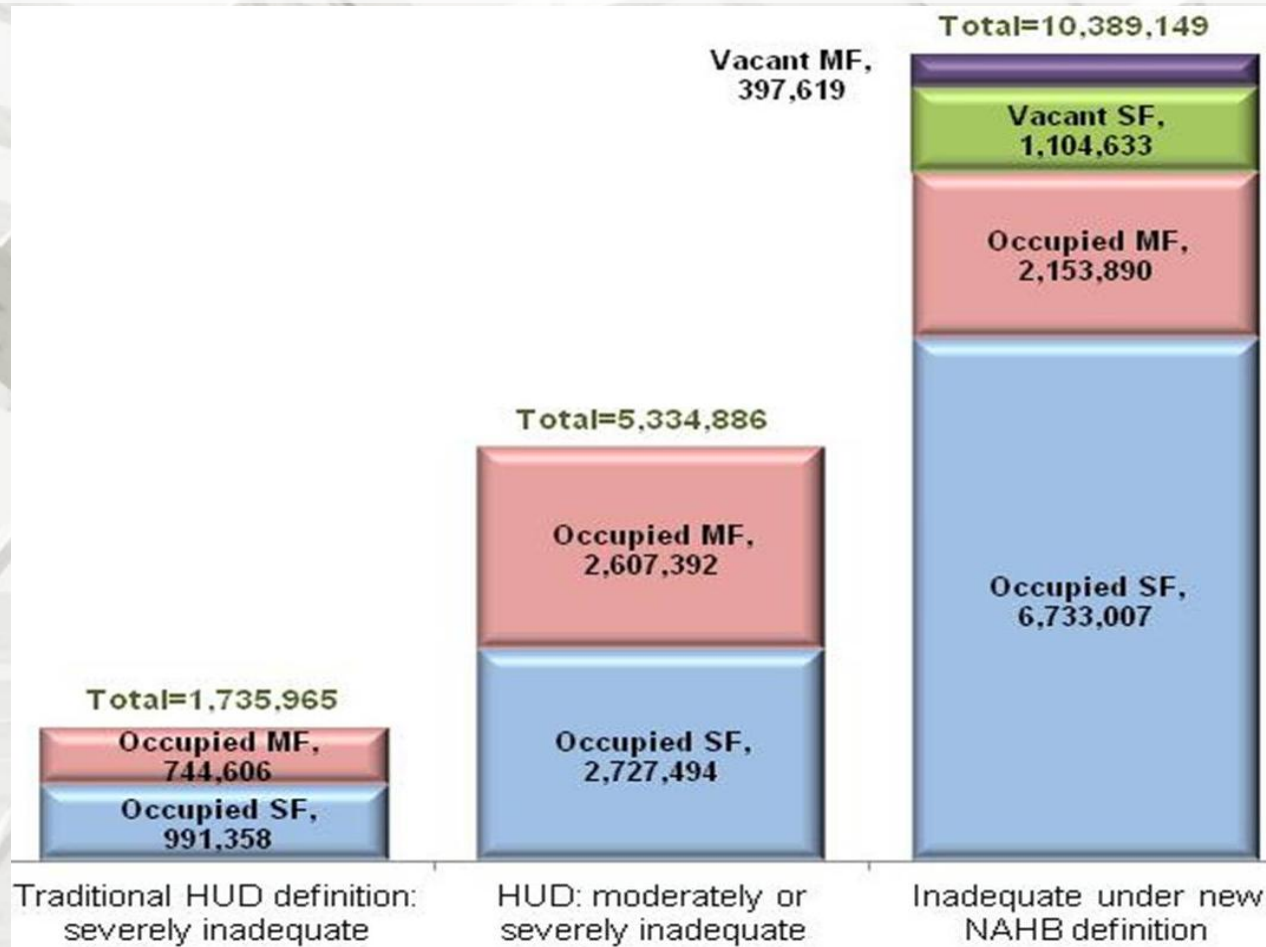 Total=10,389,149
Vacant MF,
397,619
Vacant SF,
1,104,633
Occupied MF,
2,153,890
Occupied SF,
6,733,007
Total=5,334,886
Occupied MF,
2,607,392
Occupied SF,
2,727,494
Total=1,735,965
Occupied MF,
744,606
Occupied SF,
991,358
Traditional HUD definition:
severely inadequate
HUD: moderately or
severely inadequate
Inadequate under new
NAHB definition